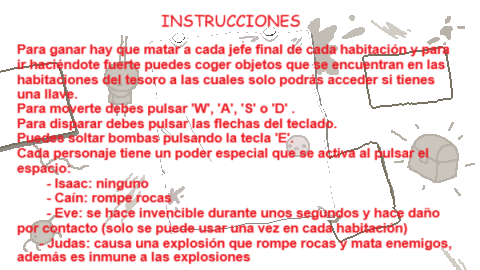 INSTRUCCIONES
Para ganar hay que matar a cada jefe final de cada habitación y para
ir haciéndote fuerte puedes coger objetos que se encuentran en las
habitaciones del tesoro a las cuales solo podrás acceder si tienes
una llave.
Para moverte debes pulsar 'W', 'A', 'S' o 'D' .
Para disparar debes pulsar las flechas del teclado.
Puedes soltar bombas pulsando la tecla 'E'.
Cada personaje tiene un poder especial que se activa al pulsar el
espacio:
- Isaac: ninguno
- Caín: rompe rocas
- Eve: se hace invencible durante unos segundos y hace daño
por contacto (solo se puede usar una vez en cada habitación)
- Judas: causa una explosión que rompe rocas y mata enemigos,
además es inmune a las explosiones